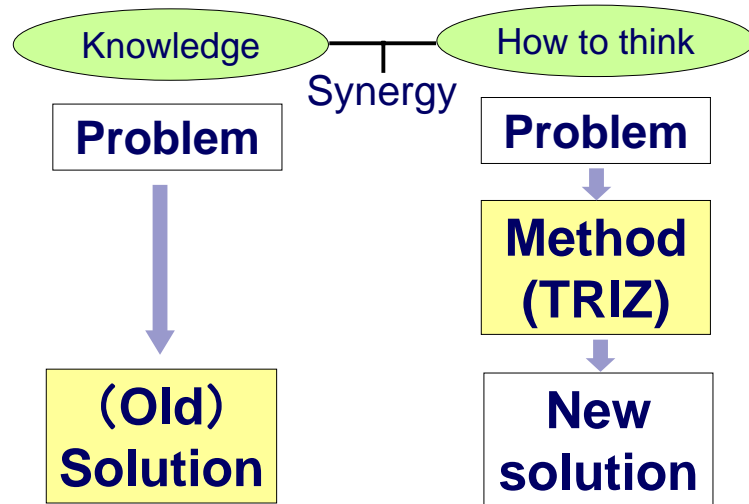 Knowledge
How to think
Synergy
Problem
(Old)
Solution
Problem
Method
(TRIZ)
New
solution